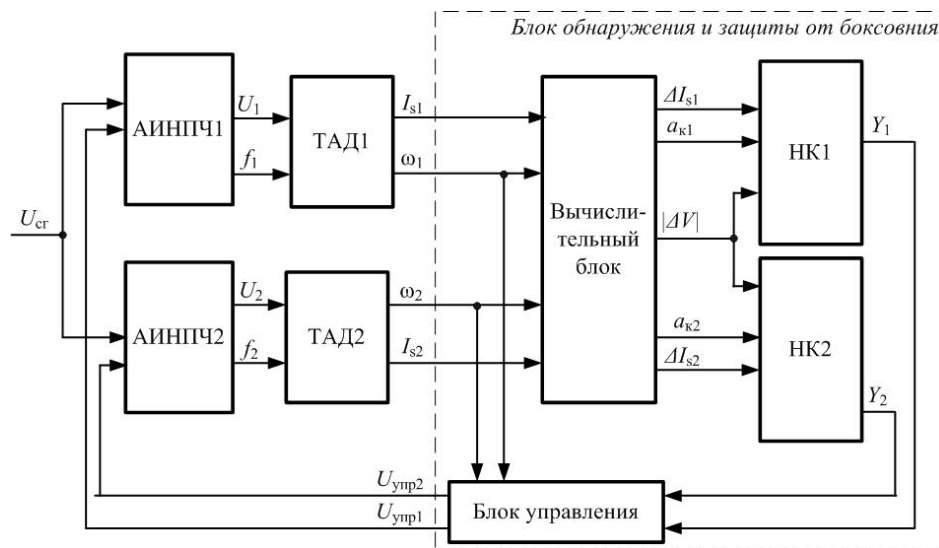 Блок обнаружения и защиты от боксовния
АИНПЧ1
U1
f1
ТАД1
Is1
ω1
Uсг
АИНПЧ2
U2
f2
ТАД2
ω2
Is2
Вычисли-
тельный
блок
ΔIs1
aк1
|ΔV|
aк2
ΔIs2
НК1
Y1
НК2
Y2
Uупр2
Uупр1
Блок управления